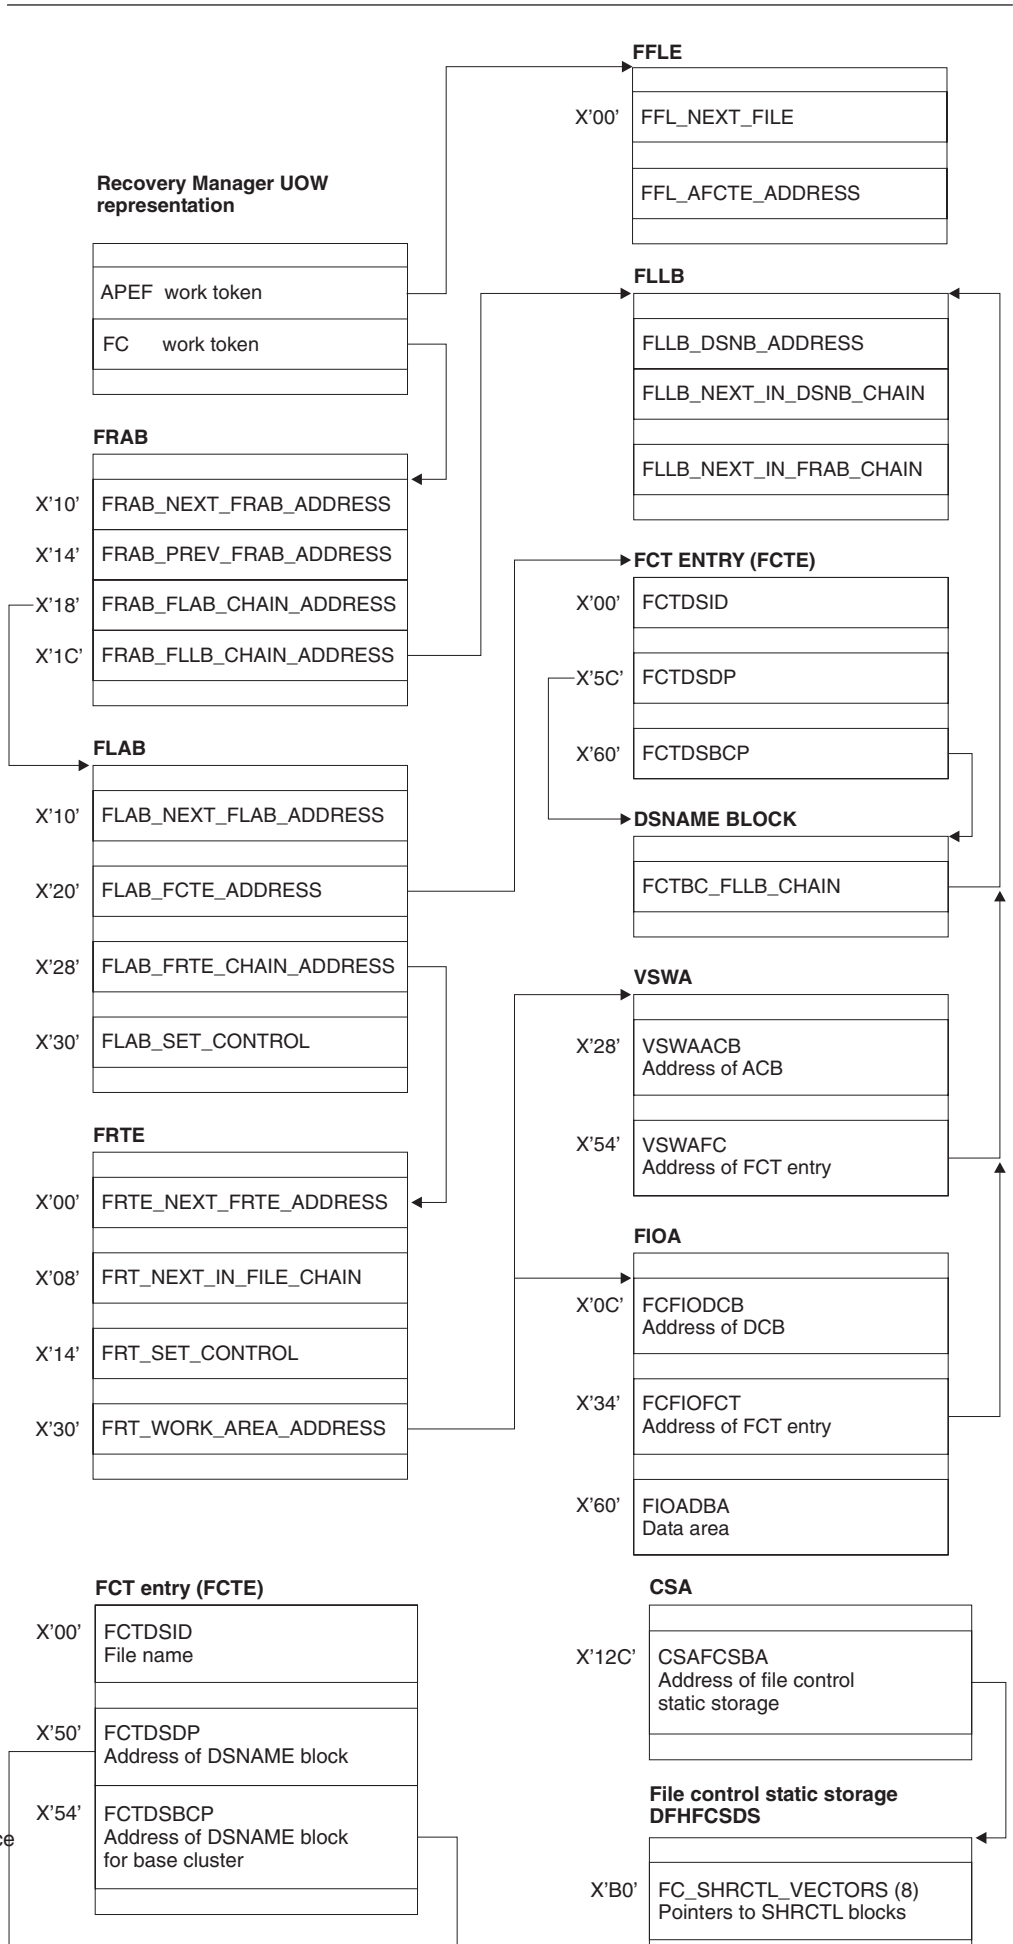 FFLE
X'00' FFL_NEXT_FILE
FFL_AFCTE_ADDRESS
Recovery Manager UOW
representation
APEF work token
FC work token
FLLB
FLLB_DSNB_ADDRESS
FLLB_NEXT_IN_DSNB_CHAIN
FLLB_NEXT_IN_FRAB_CHAIN
FRAB
X'10' FRAB_NEXT_FRAB_ADDRESS
X'14' FRAB_PREV_FRAB_ADDRESS
X'18' FRAB_FLAB_CHAIN_ADDRESS
X'1C' FRAB_FLLB_CHAIN_ADDRESS
FCT ENTRY (FCTE)
X'00' FCTDSID
X'5C' FCTDSDP
X'60' FCTDSBCP
FLAB
X'10' FLAB_NEXT_FLAB_ADDRESS
X'20' FLAB_FCTE_ADDRESS
X'28' FLAB_FRTE_CHAIN_ADDRESS
X'30' FLAB_SET_CONTROL
DSNAME BLOCK
FCTBC_FLLB_CHAIN
VSWA
X'28' VSWAACB
Address of ACB
X'54' VSWAFC
Address of FCT entry
FRTE
X'00' FRTE_NEXT_FRTE_ADDRESS
X'08' FRT_NEXT_IN_FILE_CHAIN
X'14' FRT_SET_CONTROL
X'30' FRT_WORK_AREA_ADDRESS
FIOA
X'0C' FCFIODCB
Address of DCB
X'34' FCFIOFCT
Address of FCT entry
X'60' FIOADBA
Data area
FCT entry (FCTE)
X'00' FCTDSID
File name
X'50' FCTDSDP
Address of DSNAME block
X'54' FCTDSBCP
Address of DSNAME block
for base cluster
ce
CSA
X'12C' CSAFCSBA
Address of file control
static storage
File control static storage
DFHFCSDS
X'B0' FC_SHRCTL_VECTORS (8)
Pointers to SHRCTL blocks